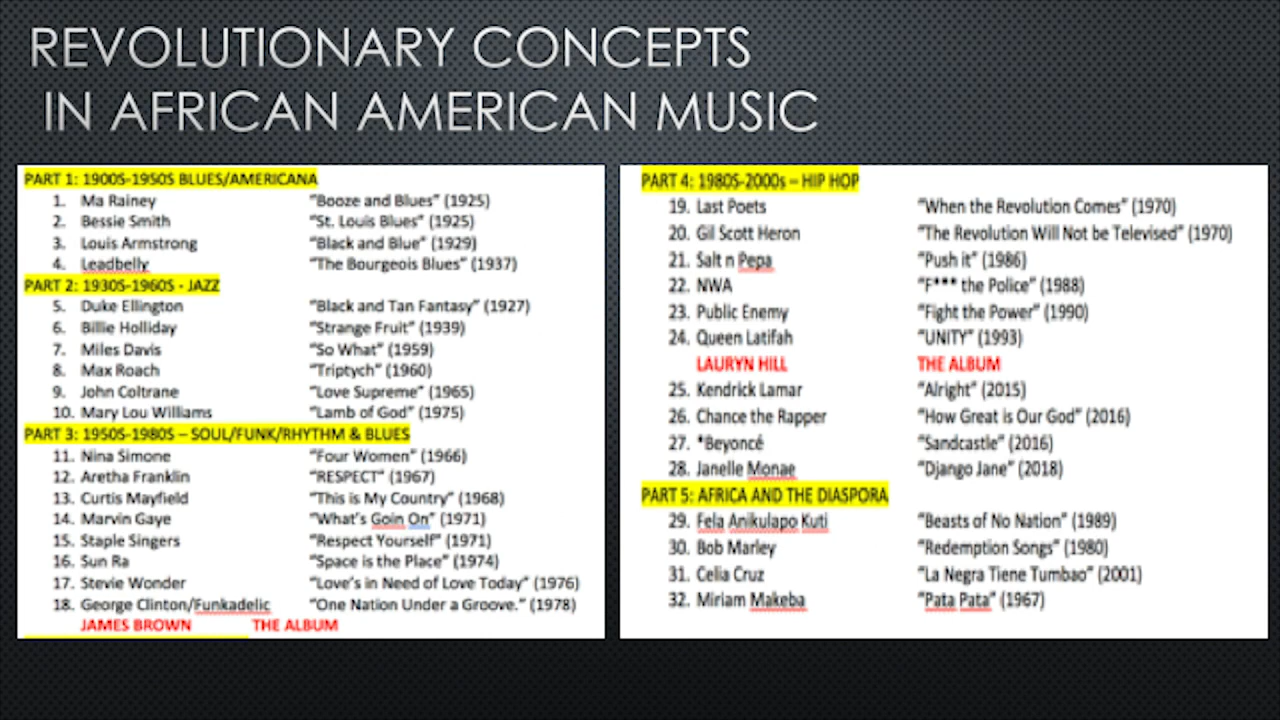 REVOLUTIONARY CONCEPTS
IN AFRICAN AMERICAN MUSIC
PART 1: 1900S-1950S BLUES/AMERICANA
1. Ma Rainey "Booze and Blues" (1925)
2. Bessie Smith "St. Louis Blues" (1925)
3. Louis Armstrong "Black and Blue" (1929)
4. Leadbelly "The Bourgeois Blues" (1937)
PART 2: 1930S-1960S - JAZZ
5. Duke Ellington "Black and Tan Fantasy" (1927)
6. Billie Holliday "Strange Fruit" (1939)
7. Miles Davis "So What" (1959)
8. Max Roach "Triptych" (1960)
9. John Coltrane "Love Supreme" (1965)
10. Mary Lou Williams "Lamb of God" (1975)
PART 3: 1950S-1980S – SOUL/FUNK/RHYTHM & BLUES
11. Nina Simone "Four Women" (1966)
12. Aretha Franklin "RESPECT" (1967)
13. Curtis Mayfield "This is My Country" (1968)
14. Marvin Gaye "What's Goin On" (1971)
15. Staple Singers "Respect Yourself" (1971)
16. Sun Ra "Space is the Place" (1974)
17. Stevie Wonder "Love's in Need of Love Today" (1976)
18. George Clinton/Funkadelic "One Nation Under a Groove." (1978)
JAMES BROWN THE ALBUM
PART 4: 1980S-2000s – HIP HOP
19. Last Poets "When the Revolution Comes" (1970)
20. Gil Scott Heron "The Revolution Will Not be Televised" (1970)
21. Salt n Pepa "Push it" (1986)
22. NWA "F*** the Police" (1988)
23. Public Enemy "Fight the Power" (1990)
24. Queen Latifah "UNITY" (1993)
LAURYN HILL THE ALBUM
25. Kendrick Lamar "Alright" (2015)
26. Chance the Rapper "How Great is Our God" (2016)
27. *Beyoncé "Sandcastle" (2016)
28. Janelle Monae "Django Jane" (2018)
PART 5: AFRICA AND THE DIASPORA
29. Fela Anikulapo Kuti "Beasts of No Nation" (1989)
30. Bob Marley "Redemption Songs" (1980)
31. Celia Cruz "La Negra Tiene Tumbao" (2001)
32. Miriam Makeba "Pata Pata" (1967)